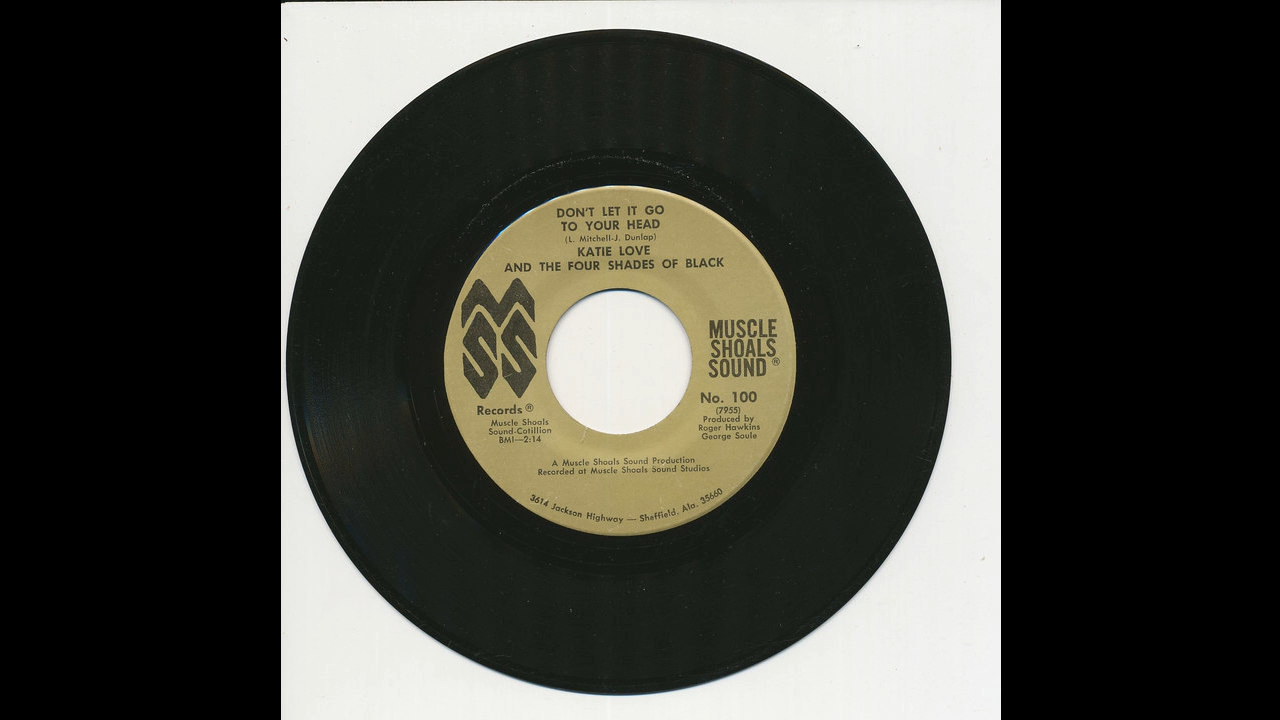 DON'T LET IT GO
TO YOUR HEAD
(L. Mitchell-J. Dunlap)
KATIE LOVE
AND THE FOUR SHADES OF BLACK
MSS
Records®
Muscle Shoals
Sound-Cotillion
BMI—2:14
MUSCLE
SHOALS
SOUND®
No. 100
(7955)
Produced by
Roger Hawkins
George Soule
A Muscle Shoals Sound Production
Recorded at Muscle Shoals Sound Studios
3614 Jackson Highway — Sheffield, Ala. 35660